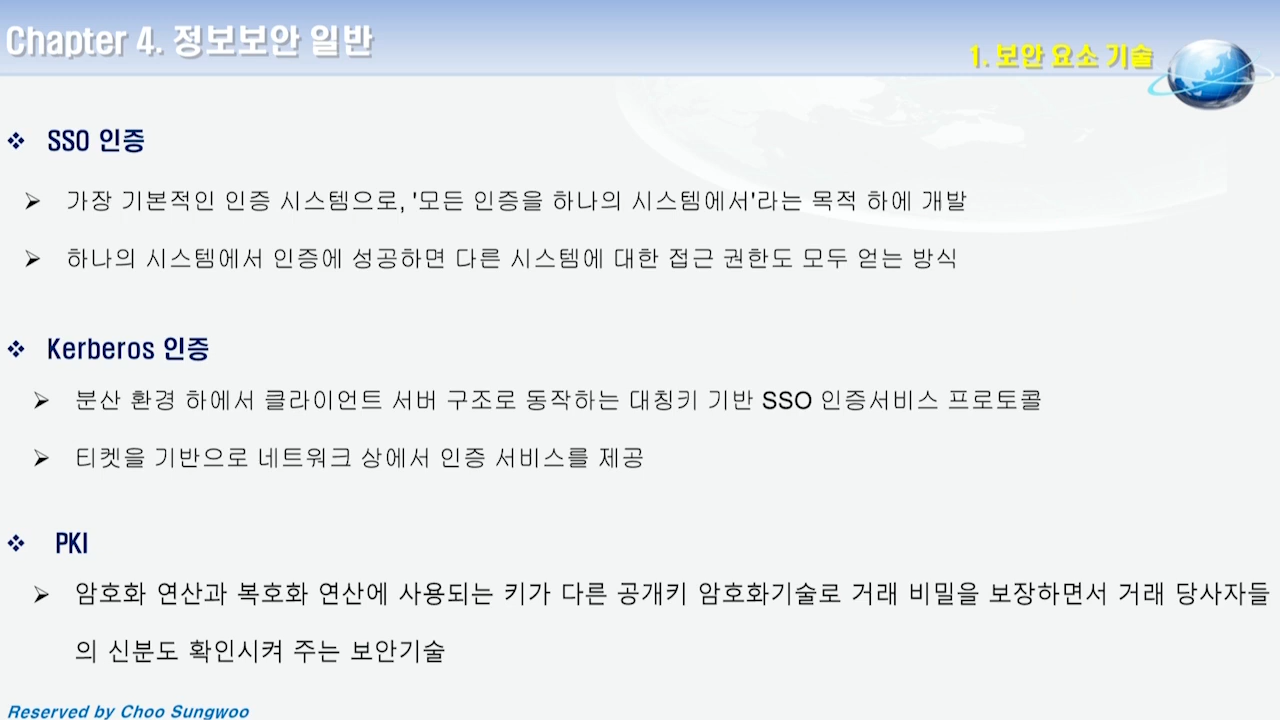 Chapter 4. 정보보안 일반
1. 보안 요소 기술
SSO 인증
가장 기본적인 인증 시스템으로, '모든 인증을 하나의 시스템에서'라는 목적 하에 개발
하나의 시스템에서 인증에 성공하면 다른 시스템에 대한 접근 권한도 모두 얻는 방식
Kerberos 인증
분산 환경 하에서 클라이언트 서버 구조로 동작하는 대칭키 기반 SSO 인증서비스 프로토콜
티켓을 기반으로 네트워크 상에서 인증 서비스를 제공
PKI
암호화 연산과 복호화 연산에 사용되는 키가 다른 공개키 암호화기술로 거래 비밀을 보장하면서 거래 당사자들
의 신분도 확인시켜 주는 보안기술
Reserved by Choo Sungwoo